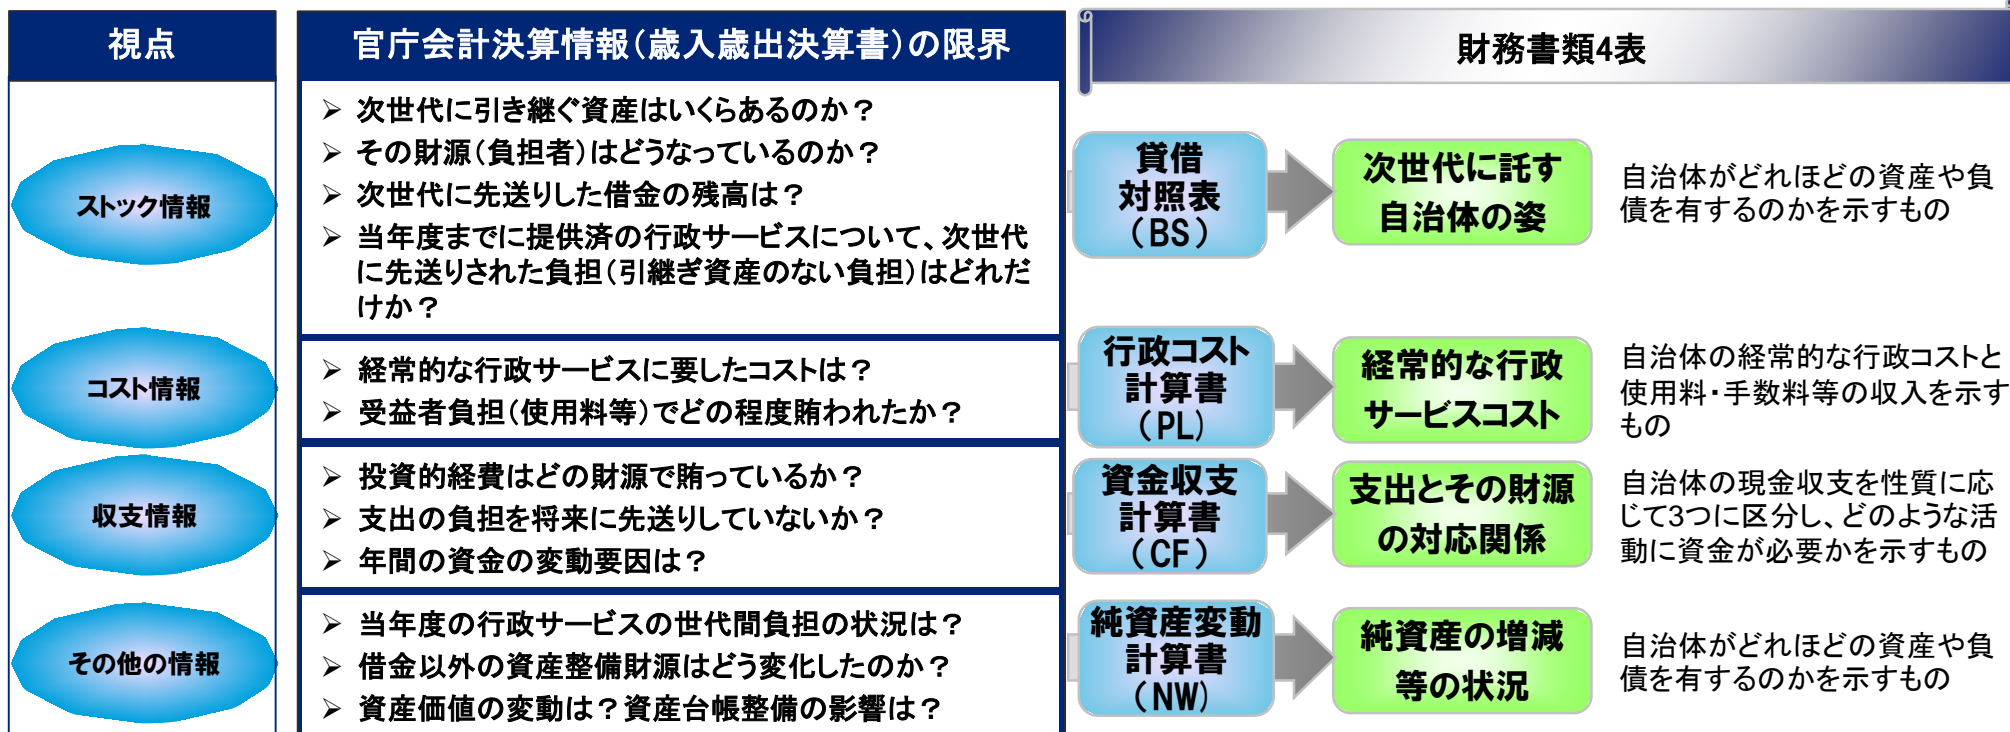 視点
官庁会計決算情報(歳入歳出決算書)の限界
財務書類4表
ストック情報
➢ 次世代に引き継ぐ資産はいくらあるのか？
➢ その財源(負担者)はどうなっているのか？
➢ 次世代に先送りした借金の残高は？
➢ 当年度までに提供済の行政サービスについて、次世代
に先送りされた負担(引継ぎ資産のない負担)はどれだ
けか？
貸借
対照表
(BS)
次世代に託す
自治体の姿
自治体がどれほどの資産や負
債を有するのかを示すもの
コスト情報
➢ 経常的な行政サービスに要したコストは？
➢ 受益者負担(使用料等)でどの程度賄われたか？
行政コスト
計算書
(PL)
経常的な行政
サービスコスト
自治体の経常的な行政コストと
使用料・手数料等の収入を示す
もの
収支情報
➢ 投資的経費はどの財源で賄っているか？
➢ 支出の負担を将来に先送りしていないか？
➢ 年間の資金の変動要因は？
資金収支
計算書
(CF)
支出とその財源
の対応関係
自治体の現金収支を性質に応
じて3つに区分し、どのような活
動に資金が必要かを示すもの
その他の情報
➢ 当年度の行政サービスの世代間負担の状況は？
➢ 借金以外の資産整備財源はどう変化したのか？
➢ 資産価値の変動は？資産台帳整備の影響は？
純資産変動
計算書
(NW)
純資産の増減
等の状況
自治体がどれほどの資産や負
債を有するのかを示すもの